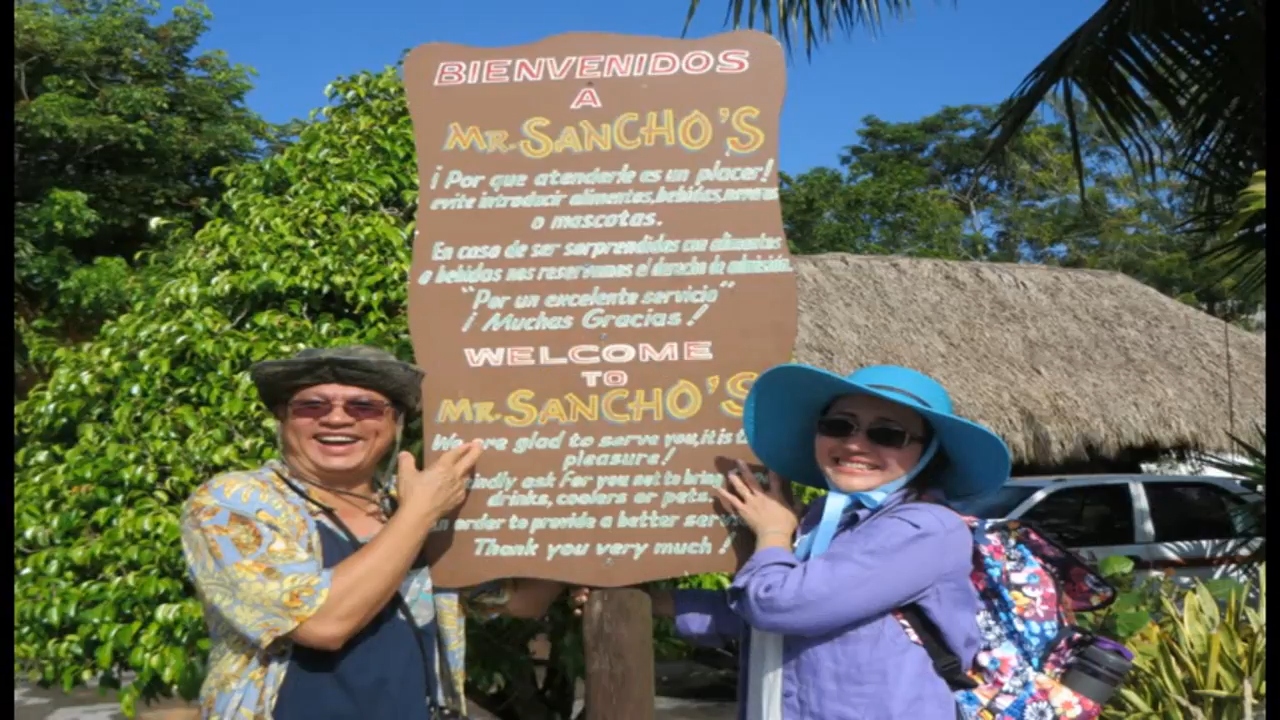 BIENVENIDOS
A
MR. SANCHO'S
¡Por que atenderle es un placer!
evite introducir alimentos, bebidas,
o mascotas.
En caso de ser sorprendidos con alimentos
o bebidas nos reservamos el derecho de admisión.
"Por un excelente servicio"
¡Muchas Gracias!
WELCOME
TO
MR. SANCHO'S
We are glad to serve you, it is
pleasure!
kindly ask For you not to bring
drinks, coolers or pets.
order to provide a better
Thank you very much!